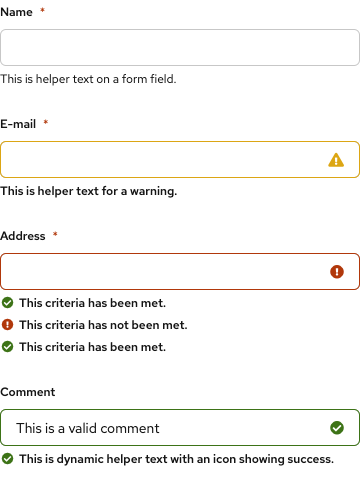 Name *
This is helper text on a form field.
E-mail *
This is helper text for a warning.
Address *
This criteria has been met.
This criteria has not been met.
This criteria has been met.
Comment
This is a valid comment
This is dynamic helper text with an icon showing success.